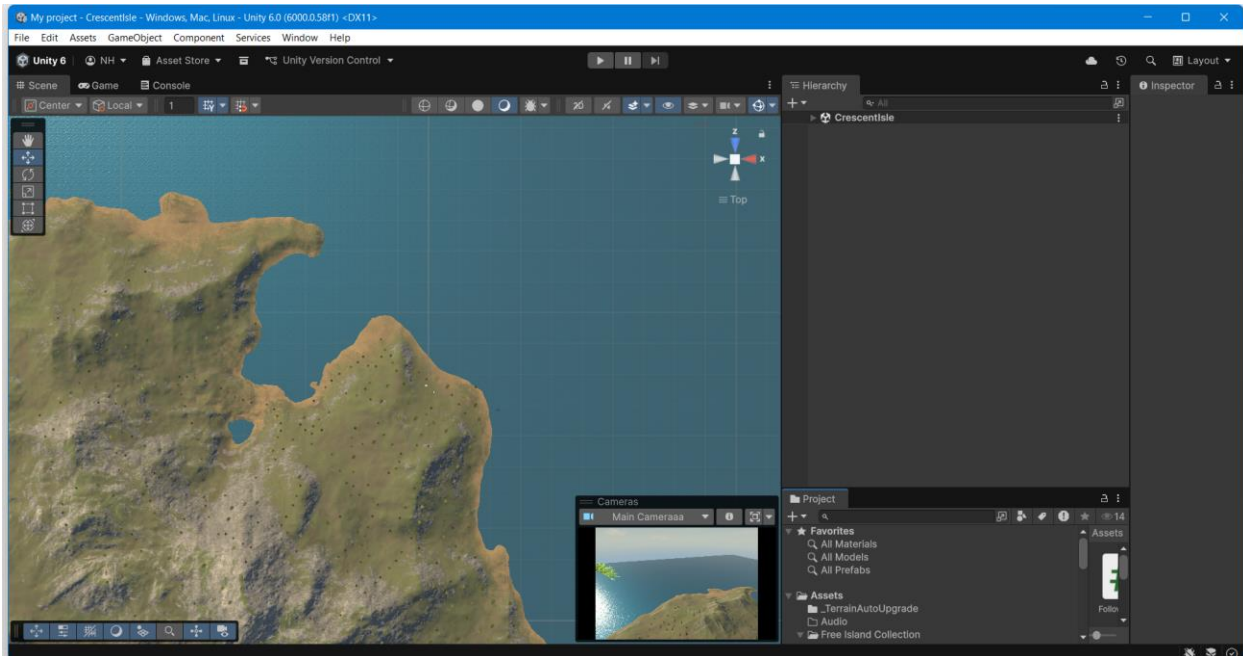 My project - CrescentIsle - Windows, Mac, Linux - Unity 6.0 (6000.0.58f1) <DX11>
File Edit Assets GameObject Component Services Window Help
Unity 6 NH Asset Store Unity Version Control Layout
Scene Game Console
Center Local 1
z
x
Top
Hierarchy
All
CrescentIsle
Inspector
Cameras
Main Cameraaa
Project
14
Favorites
All Materials
All Models
All Prefabs
Assets
_TerrainAutoUpgrade
Audio
Free Island Collection
Assets
Follo